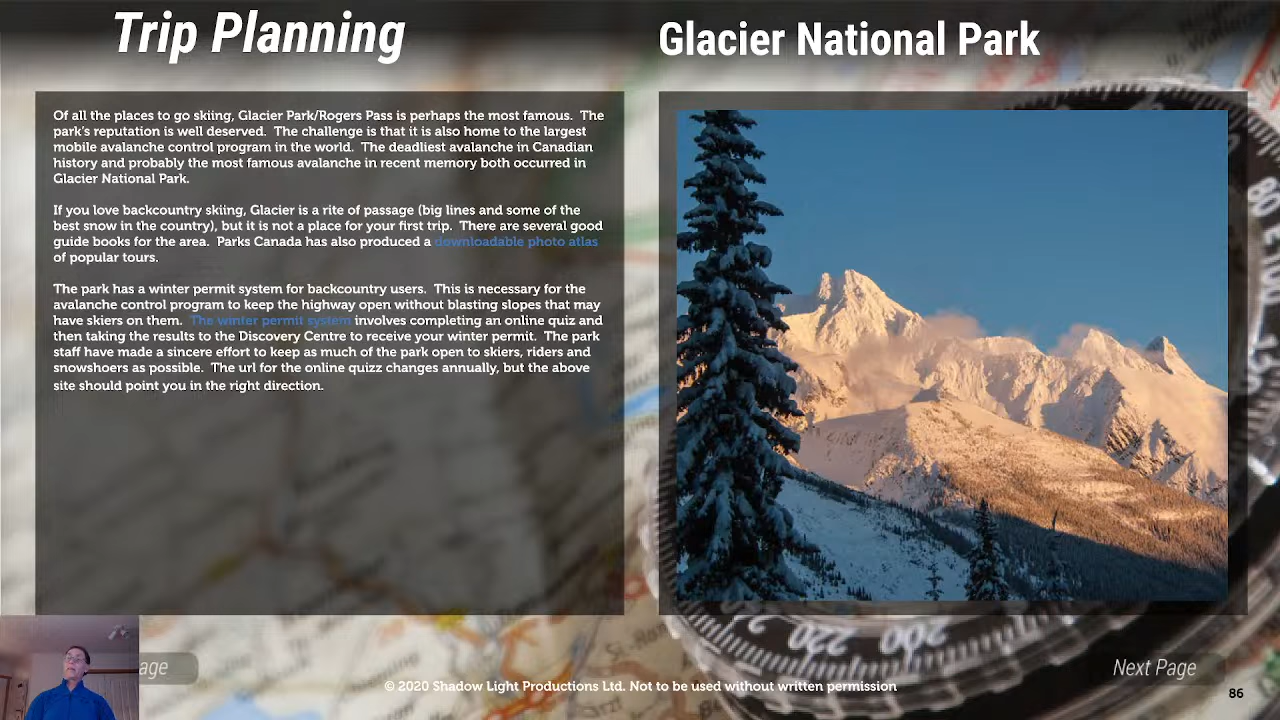 Trip Planning
Glacier National Park
Of all the places to go skiing, Glacier Park/Rogers Pass is perhaps the most famous. The
park's reputation is well deserved. The challenge is that it is also home to the largest
mobile avalanche control program in the world. The deadliest avalanche in Canadian
history and probably the most famous avalanche in recent memory both occurred in
Glacier National Park.
If you love backcountry skiing, Glacier is a rite of passage (big lines and some of the
best snow in the country), but it is not a place for your first trip. There are several good
guide books for the area. Parks Canada has also produced a downloadable photo atlas
of popular tours.
The park has a winter permit system for backcountry users. This is necessary for the
avalanche control program to keep the highway open without blasting slopes that may
have skiers on them. The winter permit system involves completing an online quiz and
then taking the results to the Discovery Centre to receive your winter permit. The park
staff have made a sincere effort to keep as much of the park open to skiers, riders and
snowshoers as possible. The url for the online quizz changes annually, but the above
site should point you in the right direction.
80
220
200
age
Next Page
© 2020 Shadow Light Productions Ltd. Not to be used without written permission
86